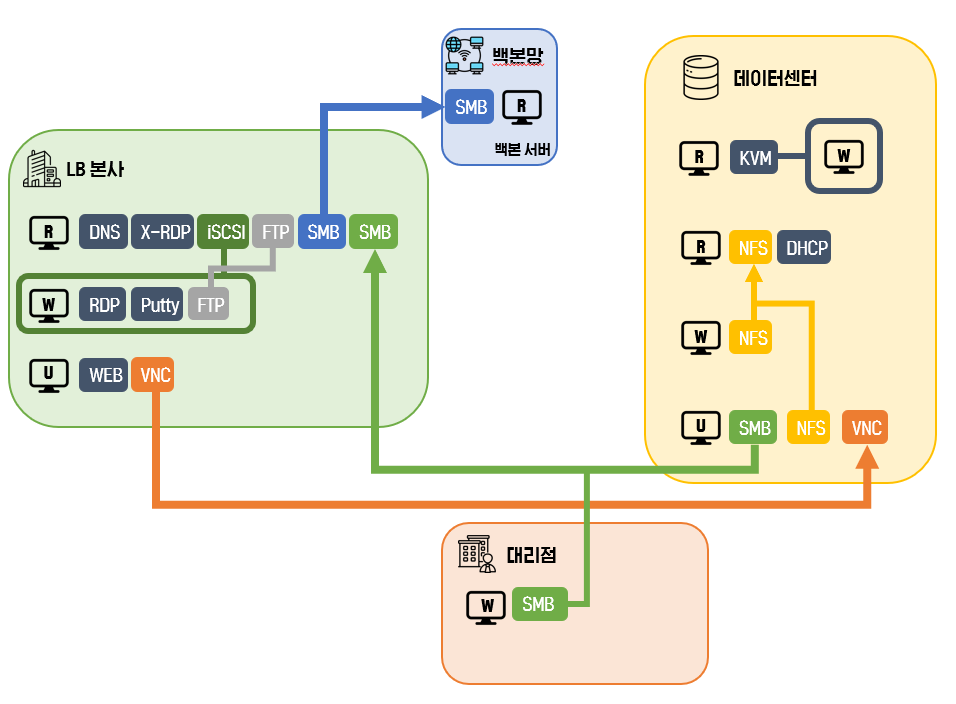 백본망
SMB R
백본 서버
LB 본사
R DNS X-RDP iSCSI FTP SMB SMB
W RDP Putty FTP
U WEB VNC
데이터센터
R KVM W
R NFS DHCP
W NFS
U SMB NFS VNC
대리점
W SMB